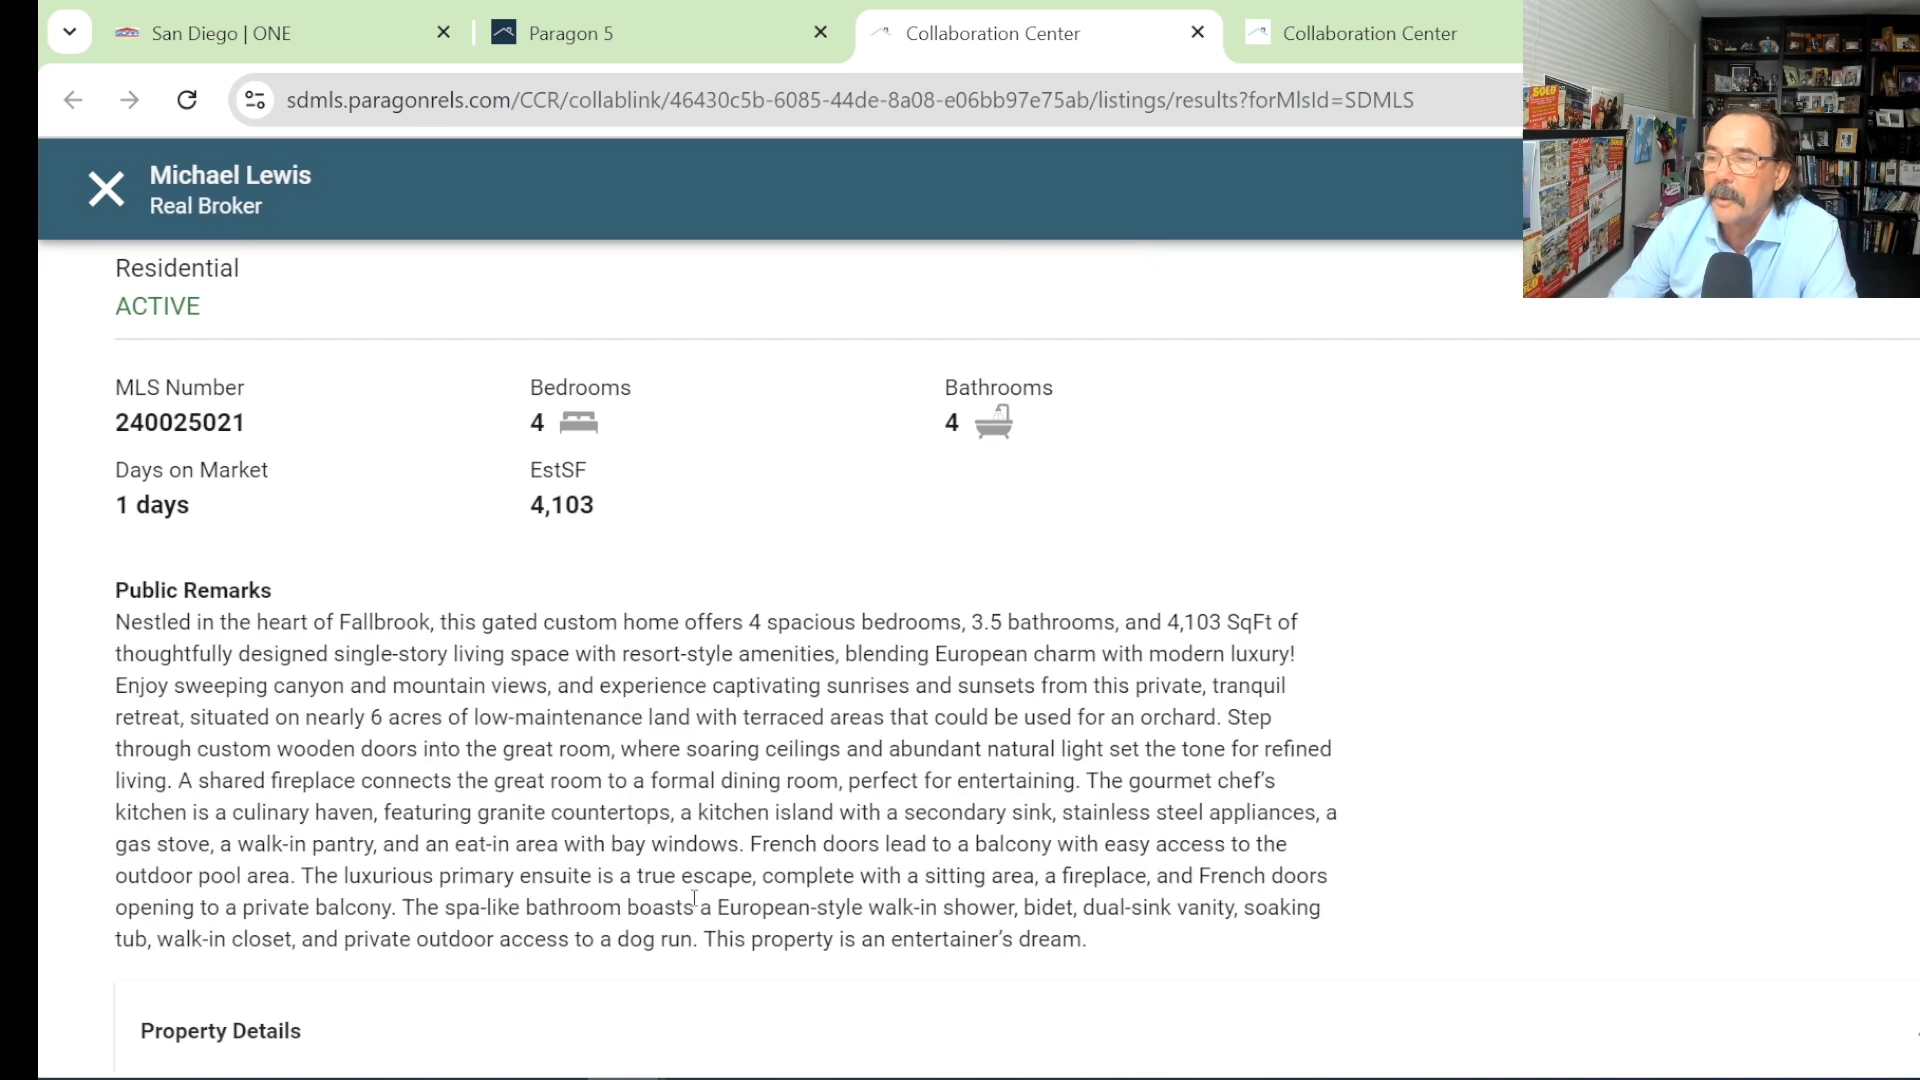 San Diego | ONE
Paragon 5
Collaboration Center
Collaboration Center
sdmls.paragonrels.com/CCR/collablink/46430c5b-6085-44de-8a08-e06bb97e75ab/listings/results?forMlsId=SDMLS
Michael Lewis
Real Broker
SOLD
SOLD
Residential
ACTIVE
MLS Number
Bedrooms
Bathrooms
240025021
4
4
Days on Market
EstSF
1 days
4,103
Public Remarks
Nestled in the heart of Fallbrook, this gated custom home offers 4 spacious bedrooms, 3.5 bathrooms, and 4,103 SqFt of
thoughtfully designed single-story living space with resort-style amenities, blending European charm with modern luxury!
Enjoy sweeping canyon and mountain views, and experience captivating sunrises and sunsets from this private, tranquil
retreat, situated on nearly 6 acres of low-maintenance land with terraced areas that could be used for an orchard. Step
through custom wooden doors into the great room, where soaring ceilings and abundant natural light set the tone for refined
living. A shared fireplace connects the great room to a formal dining room, perfect for entertaining. The gourmet chef’s
kitchen is a culinary haven, featuring granite countertops, a kitchen island with a secondary sink, stainless steel appliances, a
gas stove, a walk-in pantry, and an eat-in area with bay windows. French doors lead to a balcony with easy access to the
outdoor pool area. The luxurious primary ensuite is a true escape, complete with a sitting area, a fireplace, and French doors
opening to a private balcony. The spa-like bathroom boasts a European-style walk-in shower, bidet, dual-sink vanity, soaking
tub, walk-in closet, and private outdoor access to a dog run. This property is an entertainer’s dream.
Property Details